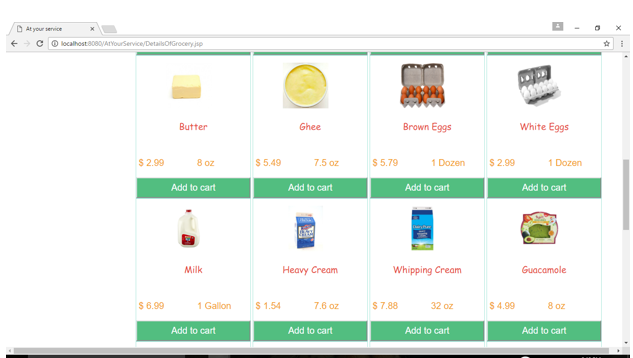 At your service
localhost:8080/AtYourService/DetailsOfGrocery.jsp
Butter Ghee Brown Eggs White Eggs
$ 2.99 8 oz $ 5.49 7.5 oz $ 5.79 1 Dozen $ 2.99 1 Dozen
Add to cart Add to cart Add to cart Add to cart
Milk Heavy Cream Whipping Cream Guacamole
$ 6.99 1 Gallon $ 1.54 7.6 oz $ 7.88 32 oz $ 4.99 8 oz
Add to cart Add to cart Add to cart Add to cart